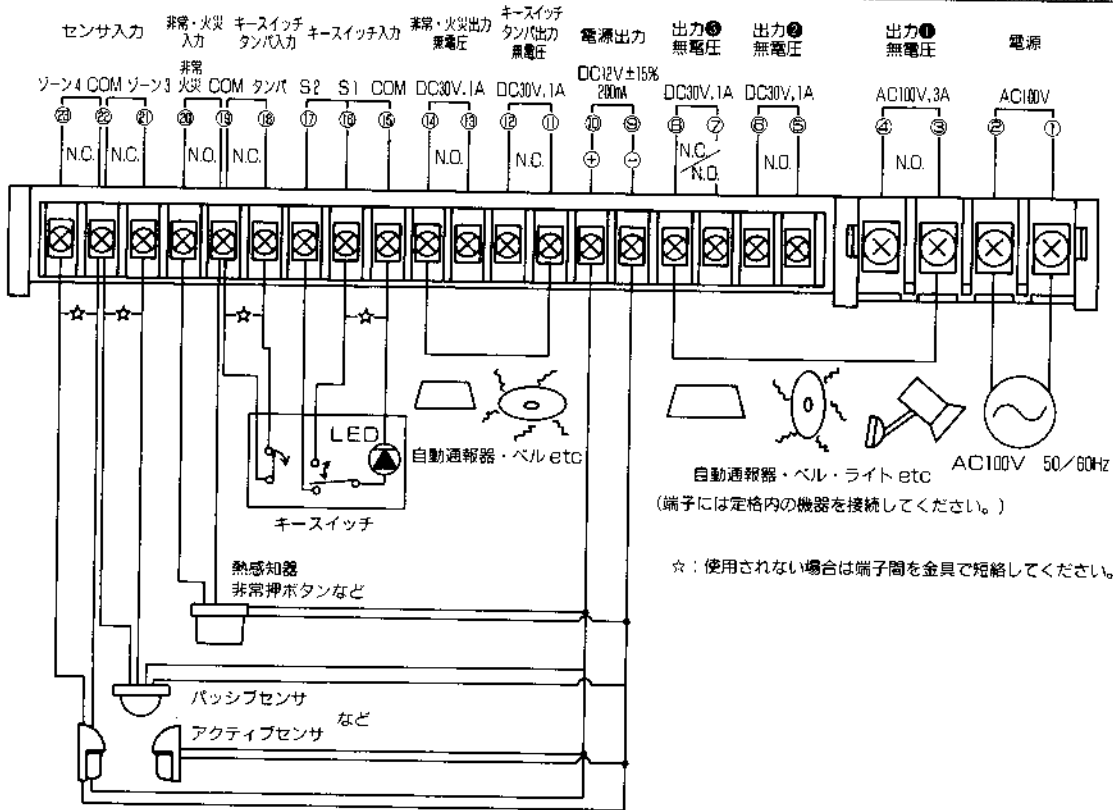 センサ入力
非常・火災
入力
キースイッチ
タンパ入力
キースイッチ入力
非常・火災出力
無電圧
キースイッチ
タンパ出力
無電圧
電源出力
出力❸
無電圧
出力❷
無電圧
出力❶
無電圧
電源
ゾーン4 COM ゾーン3
非常
火災 COM タンパ
S2 S1 COM
DC30V,1A
DC30V,1A
DC12V±15%
200mA
DC30V,1A
DC30V,1A
AC100V,3A
AC100V
㉓ ㉒ ㉑ ⑳ ⑲ ⑱ ⑰ ⑯ ⑮ ⑭ ⑬ ⑫ ⑪ ⑩ ⑨ ⑧ ⑦ ⑥ ⑤ ④ ③ ② ①
N.C. N.C. N.O. N.C. N.O. N.C. ⊕ ⊖ N.C./N.O. N.O. N.O.
☆ ☆ ☆ ☆
LED
キースイッチ
自動通報器・ベル etc
自動通報器・ベル・ライト etc
(端子には定格内の機器を接続してください。)
AC100V 50/60Hz
☆:使用されない場合は端子間を金具で短絡してください。
熱感知器
非常押ボタンなど
パッシブセンサ
など
アクティブセンサ